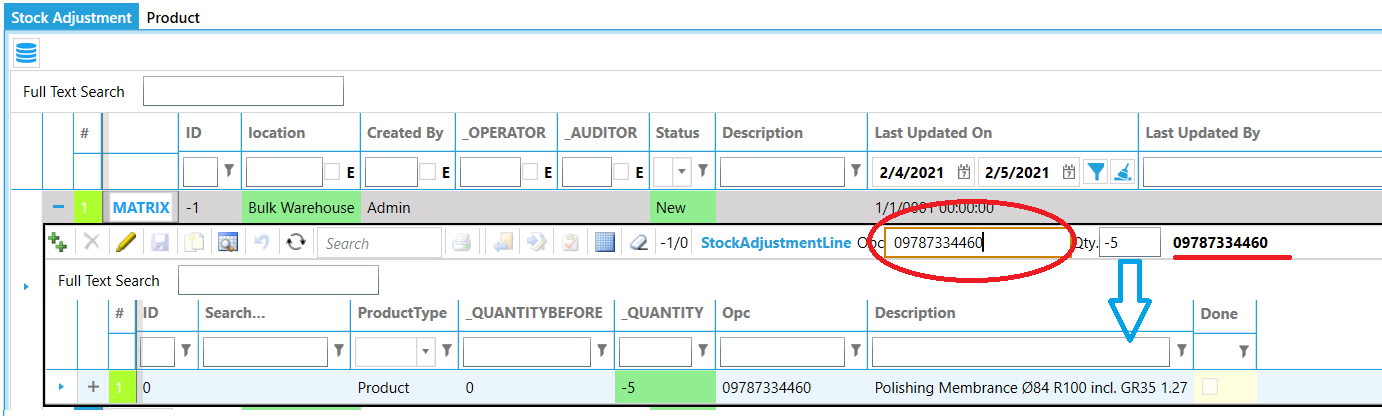 Stock Adjustment Product
Full Text Search
# ID location Created By _OPERATOR _AUDITOR Status Description Last Updated On Last Updated By
E E E 2/4/2021 2/5/2021
1 MATRIX -1 Bulk Warehouse Admin New 1/1/0001 00:00:00
Search -1/0 StockAdjustmentLine Opc 09787334460 Qty. -5 09787334460
Full Text Search
# ID Search... ProductType _QUANTITYBEFORE _QUANTITY Opc Description Done
1 0 Product 0 -5 09787334460 Polishing Membrance Ø84 R100 incl. GR35 1.27